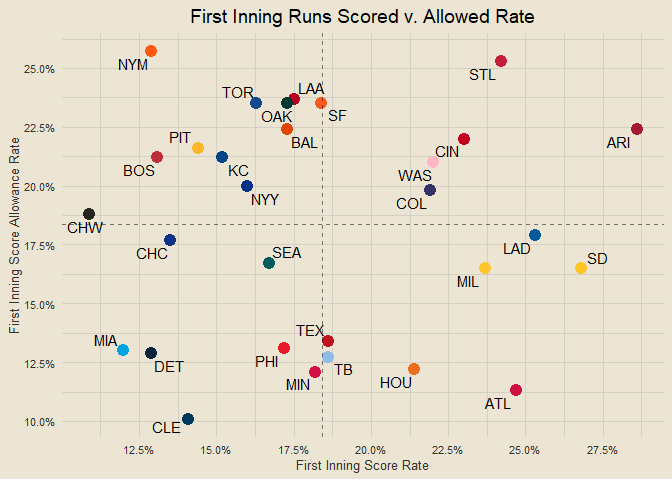 First Inning Runs Scored v. Allowed Rate
NYM
STL
25.0%
TOR
LAA
OAK
SF
22.5%
BAL
ARI
PIT
CIN
BOS
KC
WAS
20.0%
NYY
COL
CHW
LAD
CHC
SEA
SD
17.5%
MIL
15.0%
MIA
TEX
DET
PHI
TB
12.5%
MIN
HOU
ATL
CLE
10.0%
First Inning Score Allowance Rate
12.5%
15.0%
17.5%
20.0%
22.5%
25.0%
27.5%
First Inning Score Rate